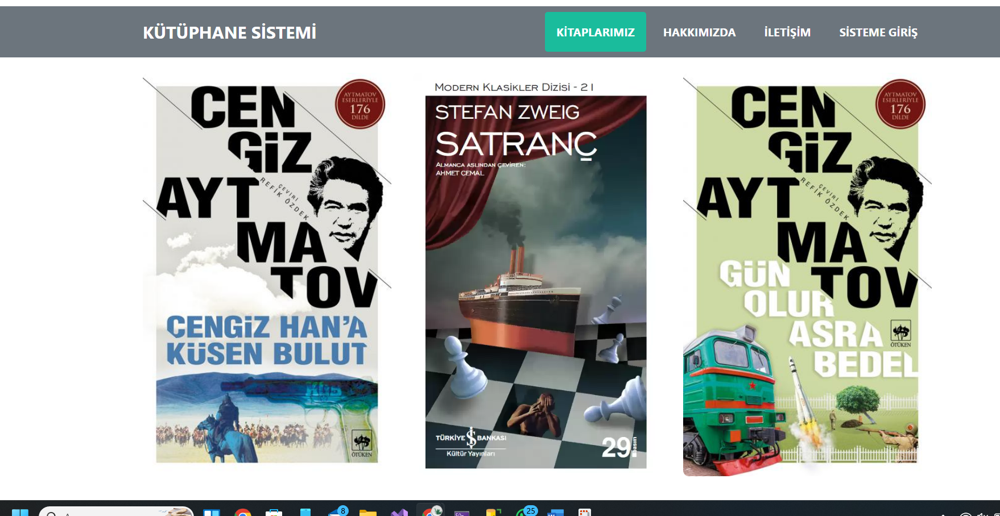 KÜTÜPHANE SİSTEMİ
KİTAPLARIMIZ
HAKKIMIZDA
İLETİŞİM
SİSTEME GİRİŞ
CEN
GİZ
AYT
MA
TOV
AYTMATOV
ESERLERİYLE
176
DİLDE
ÇEVİRİ
REFİK ÖZDEK
CENGİZ HAN'A
KÜSEN BULUT
ÖTÜKEN
MODERN KLASİKLER DİZİSİ - 21
STEFAN ZWEIG
SATRANÇ
ALMANCA ASLINDAN ÇEVİREN:
AHMET CEMAL
TÜRKİYE İŞ BANKASI
Kültür Yayınları
29.
basım
CEN
GİZ
AYT
MA
TOV
AYTMATOV
ESERLERİYLE
176
DİLDE
ÇEVİRİ
REFİK ÖZDEK
GÜN
OLUR
ASRA
BEDEL
ÖTÜKEN
8
25